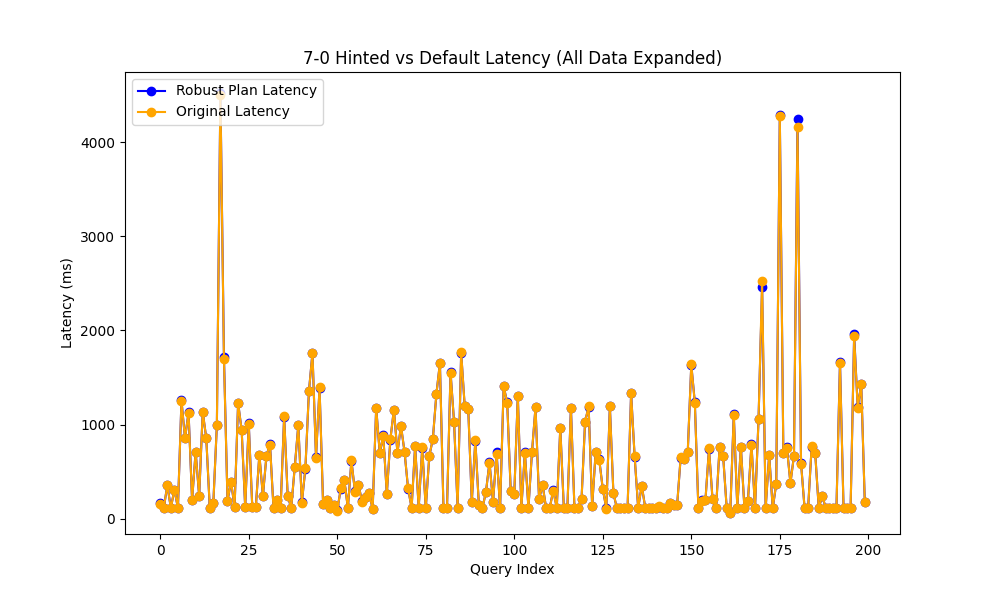 7-0 Hinted vs Default Latency (All Data Expanded)
Robust Plan Latency
Original Latency
Latency (ms)
4000
3000
2000
1000
0
0 25 50 75 100 125 150 175 200
Query Index